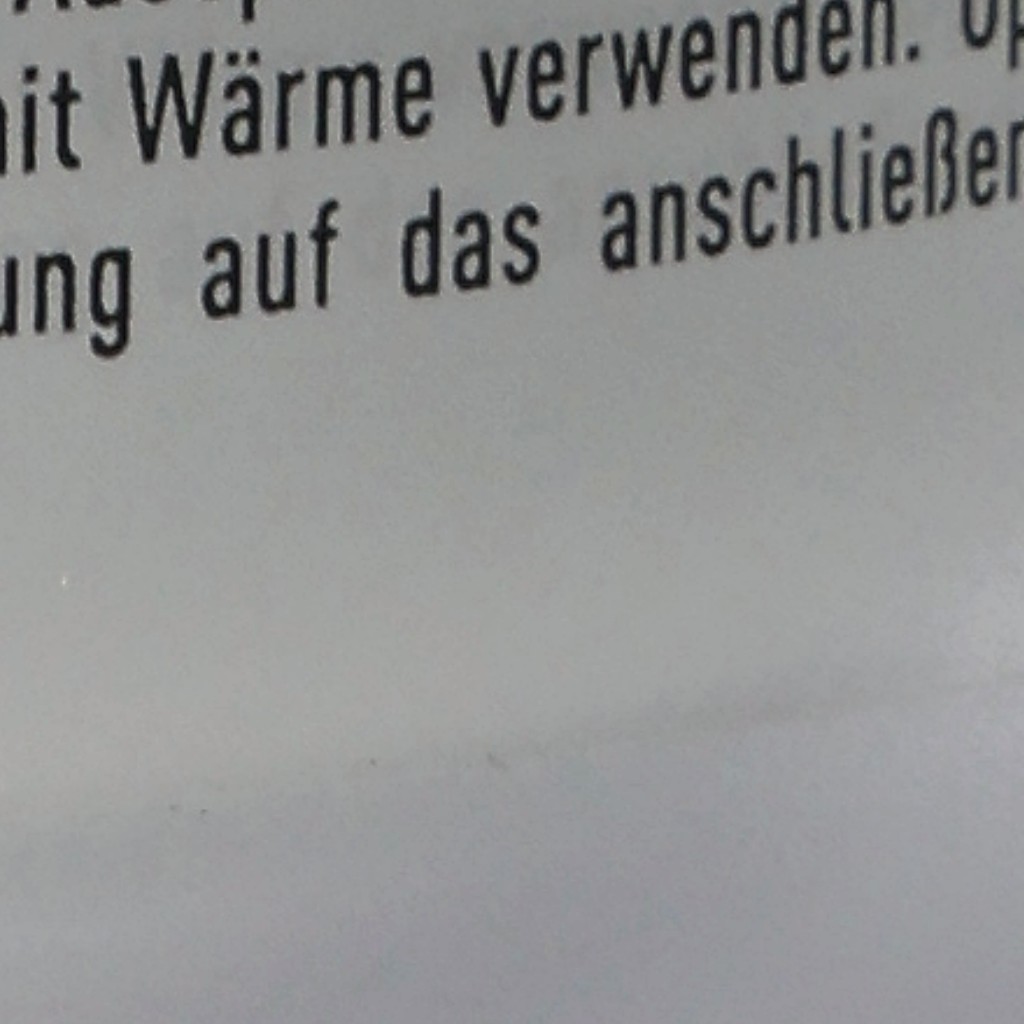 mit Wärme verwenden.
ung auf das anschließen